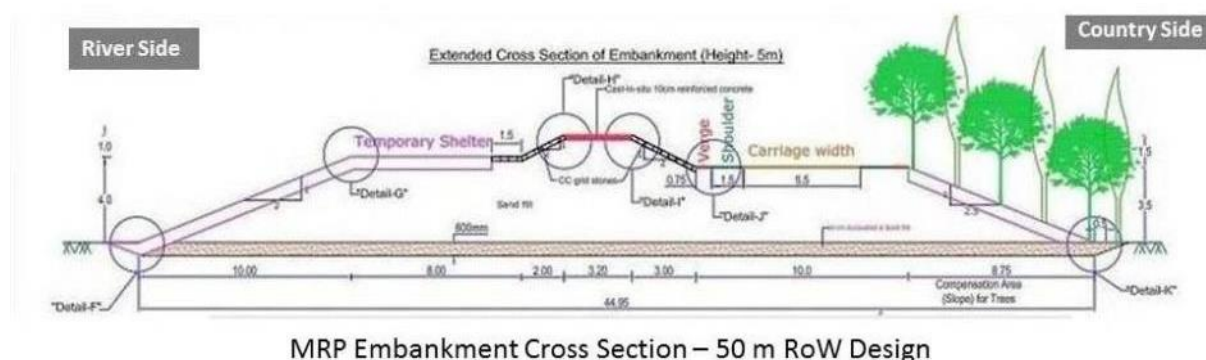 River Side
Country Side
Extended Cross Section of Embankment (Height- 5m)
"Detail-H"
Cast-in-situ 10cm reinforced concrete
Temporary Shelter
1.5
Verge
Shoulder
Carriage width
1.0
4.0
"Detail-G"
2
CC grid stones
2
0.75
1.5
5.5
"Detail-I"
"Detail-J"
Sand fill
2.5
1.5
3.5
0.5
600mm
10.00
8.00
2.00
3.20
3.00
10.0
8.75
"Detail-F"
44.95
Compensation Area
(Slope) for Trees
"Detail-K"
MRP Embankment Cross Section – 50 m RoW Design